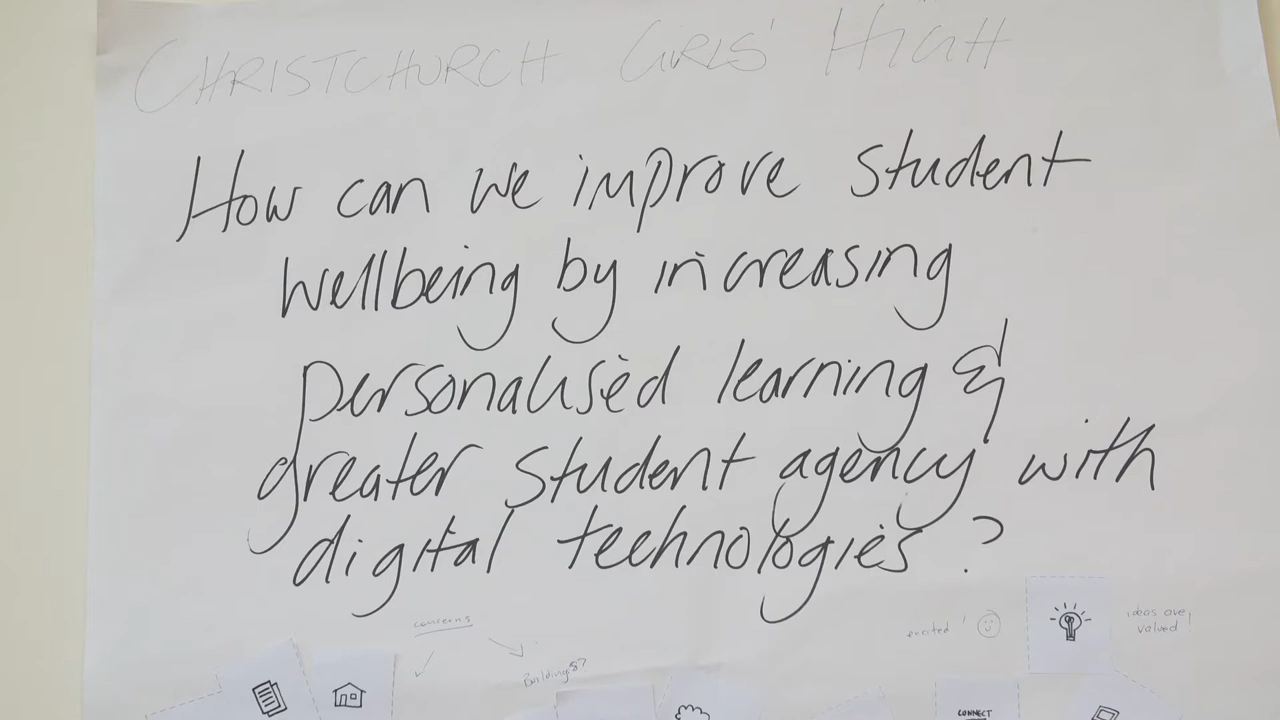 CHRISTCHURCH GIRLS' HIGH
How can we improve student
wellbeing by increasing
personalised learning &
greater student agency with
digital technologies?
concerns
excited!
ideas are
valued!
Buildings?
CONNECT